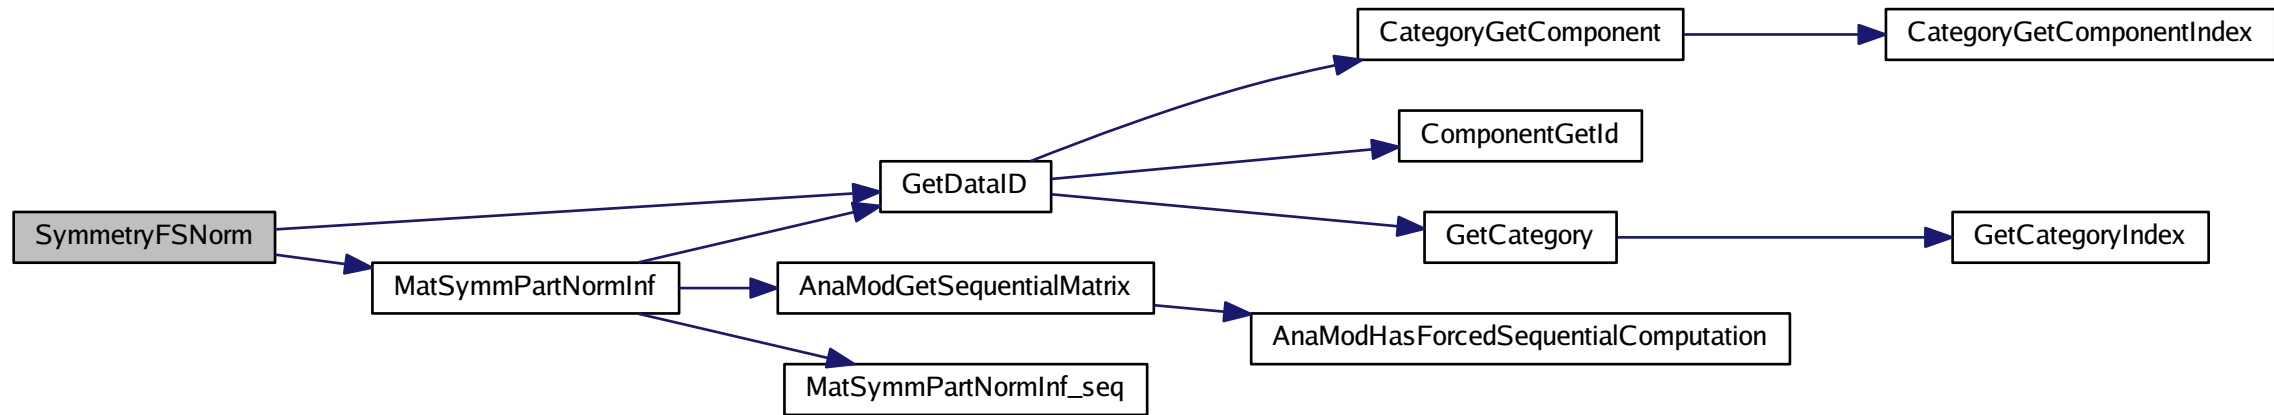 CategoryGetComponent
CategoryGetComponentIndex
ComponentGetId
GetDataID
SymmetryFSNorm
GetCategory
GetCategoryIndex
MatSymmPartNormInf
AnaModGetSequentialMatrix
AnaModHasForcedSequentialComputation
MatSymmPartNormInf_seq